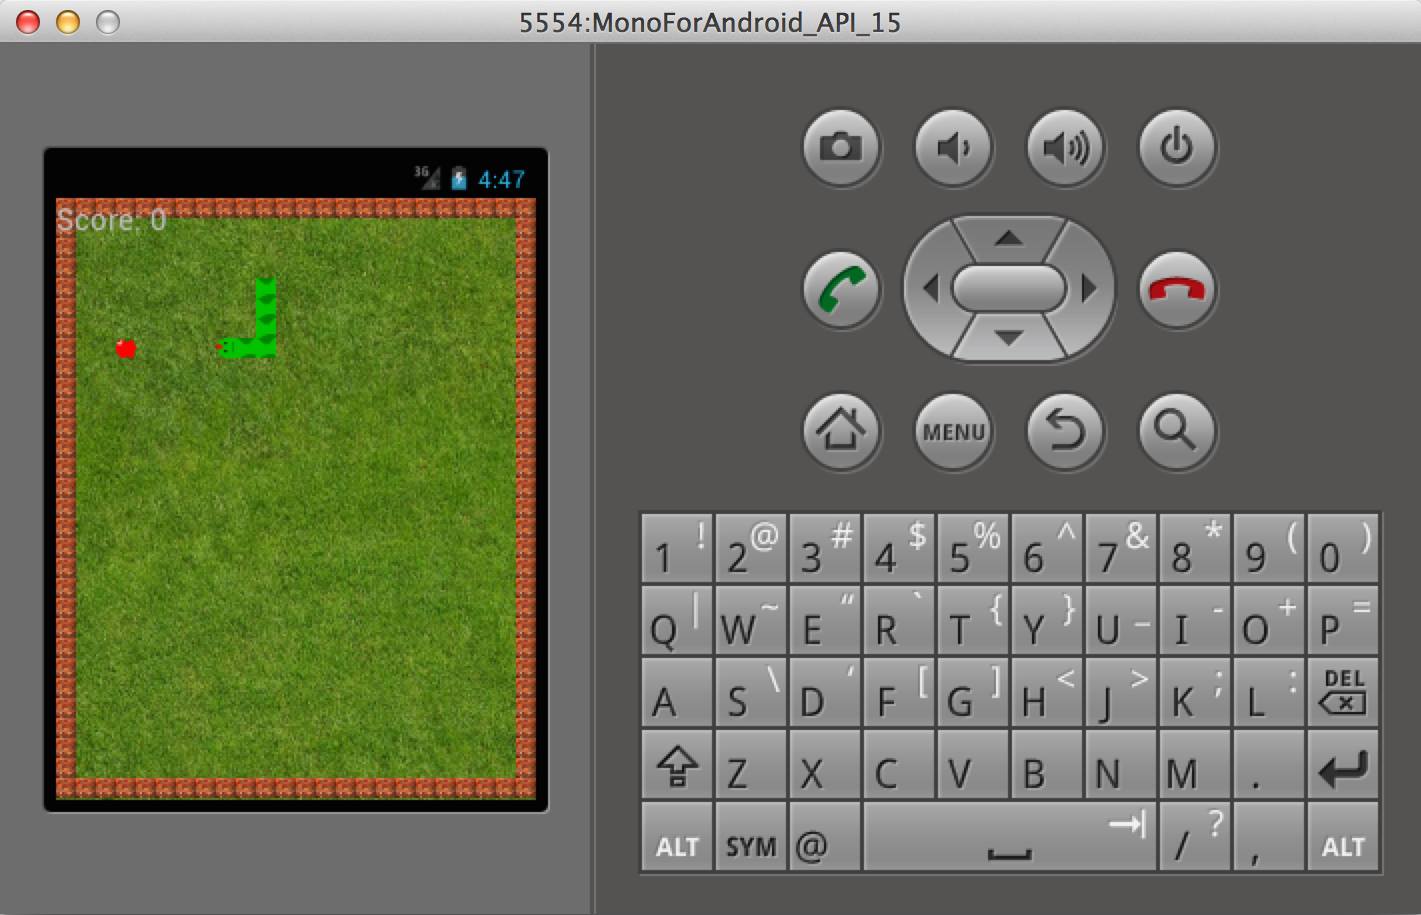 5554:MonoForAndroid_API_15
3G 4:47
Score: 0
MENU
1 ! 2 @ 3 # 4 $ 5 % 6 ^ 7 & 8 * 9 ( 0 )
Q | W ~ E “ R ` T { Y } U _ I - O + P =
A S \ D ‘ F [ G ] H < J > K ; L : DEL
Z X C V B N M .
ALT SYM @ / ? , ALT